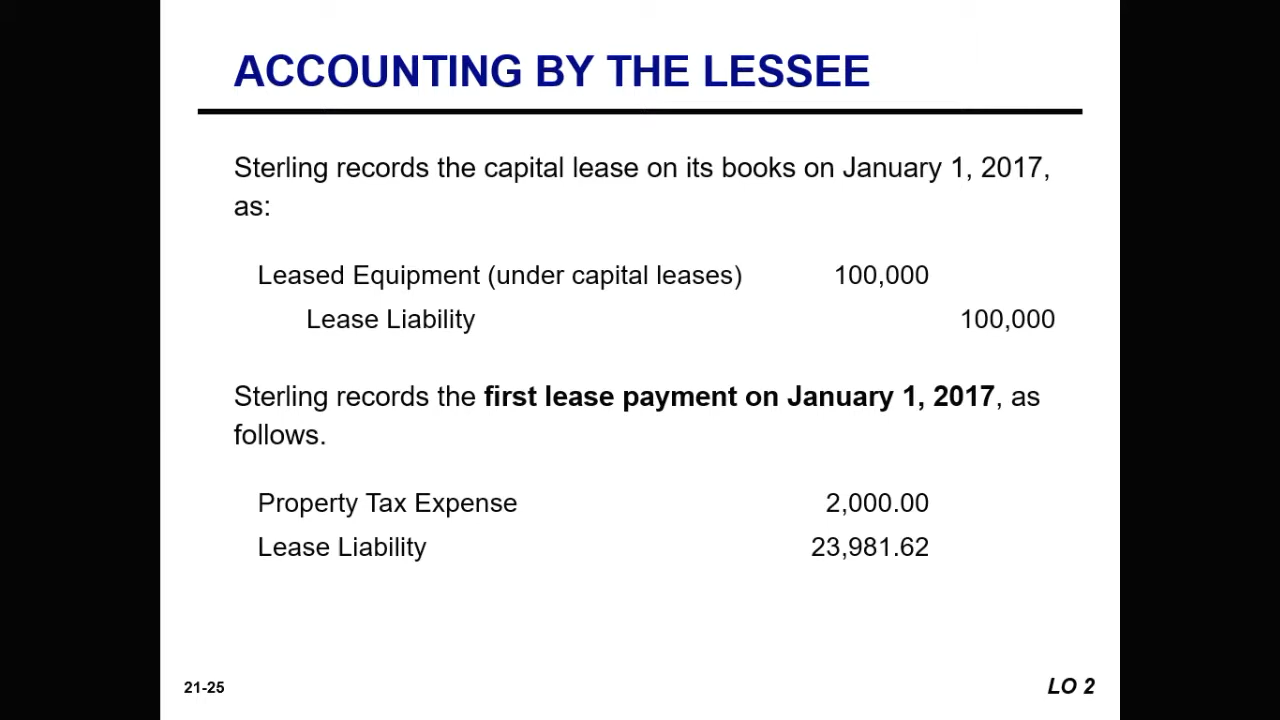 ACCOUNTING BY THE LESSEE
Sterling records the capital lease on its books on January 1, 2017,
as:
Leased Equipment (under capital leases) 100,000
Lease Liability 100,000
Sterling records the first lease payment on January 1, 2017, as
follows.
Property Tax Expense 2,000.00
Lease Liability 23,981.62
21-25 LO 2